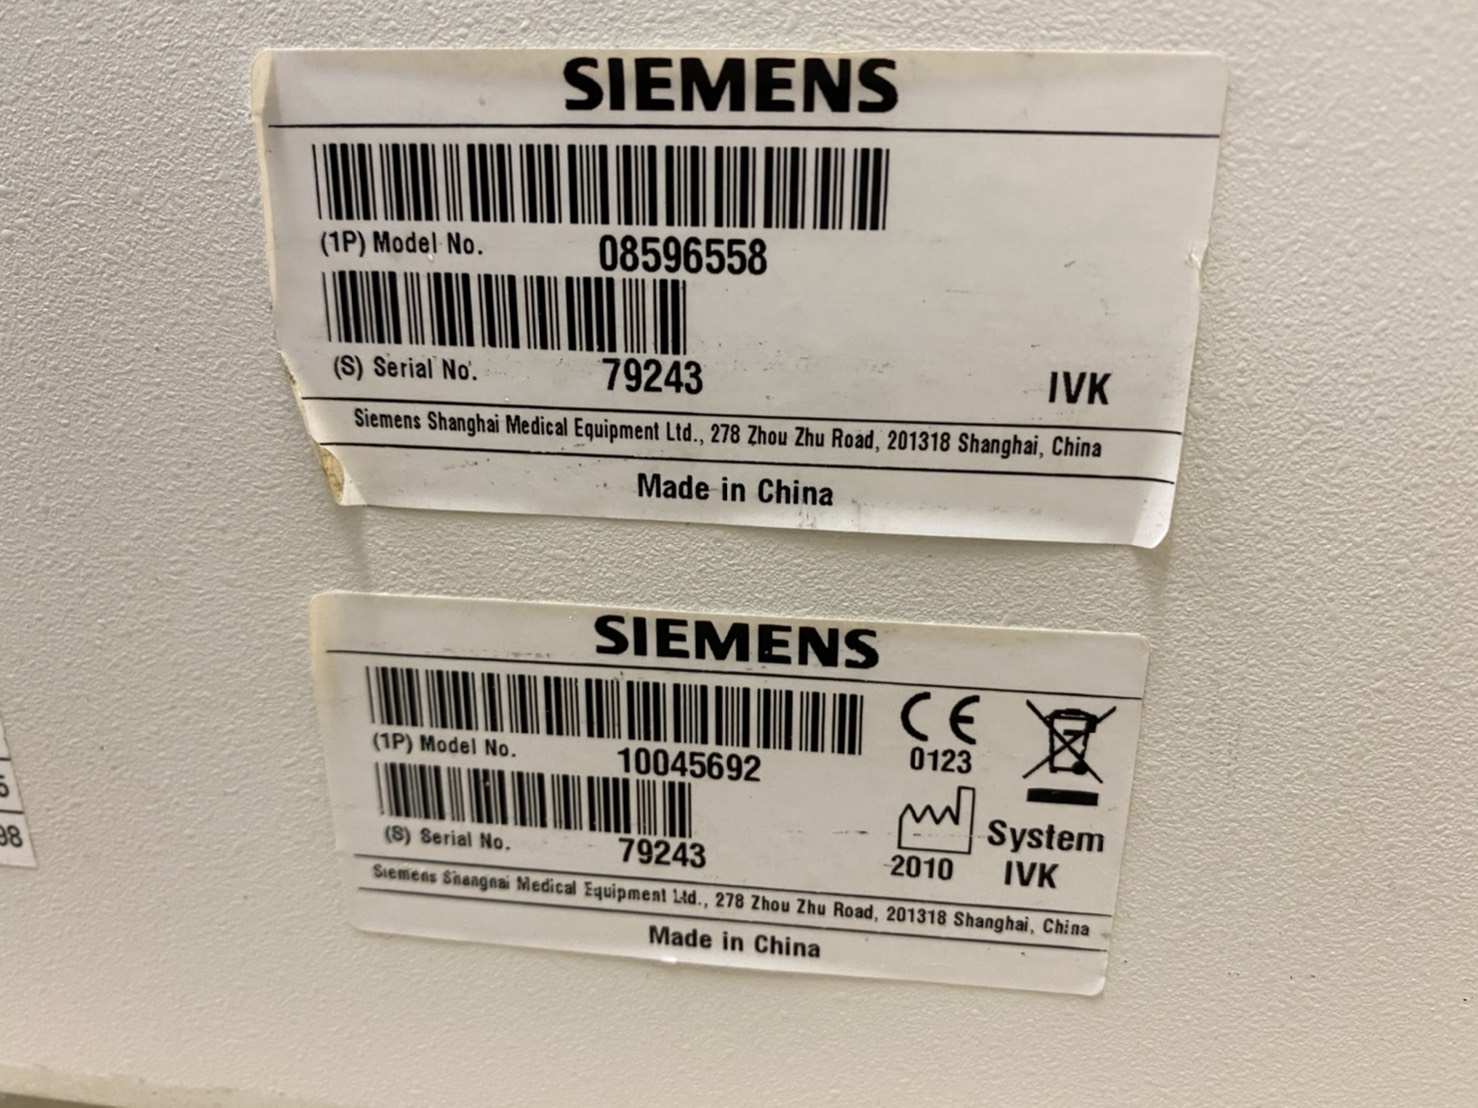 SIEMENS
(1P) Model No. 08596558
(S) Serial No. 79243
IVK
Siemens Shanghai Medical Equipment Ltd., 278 Zhou Zhu Road, 201318 Shanghai, China
Made in China
SIEMENS
(1P) Model No. 10045692
CE
0123
(S) Serial No. 79243
2010
System
IVK
Siemens Shangnai Medical Equipment Ltd., 278 Zhou Zhu Road, 201318 Shanghai, China
Made in China
98